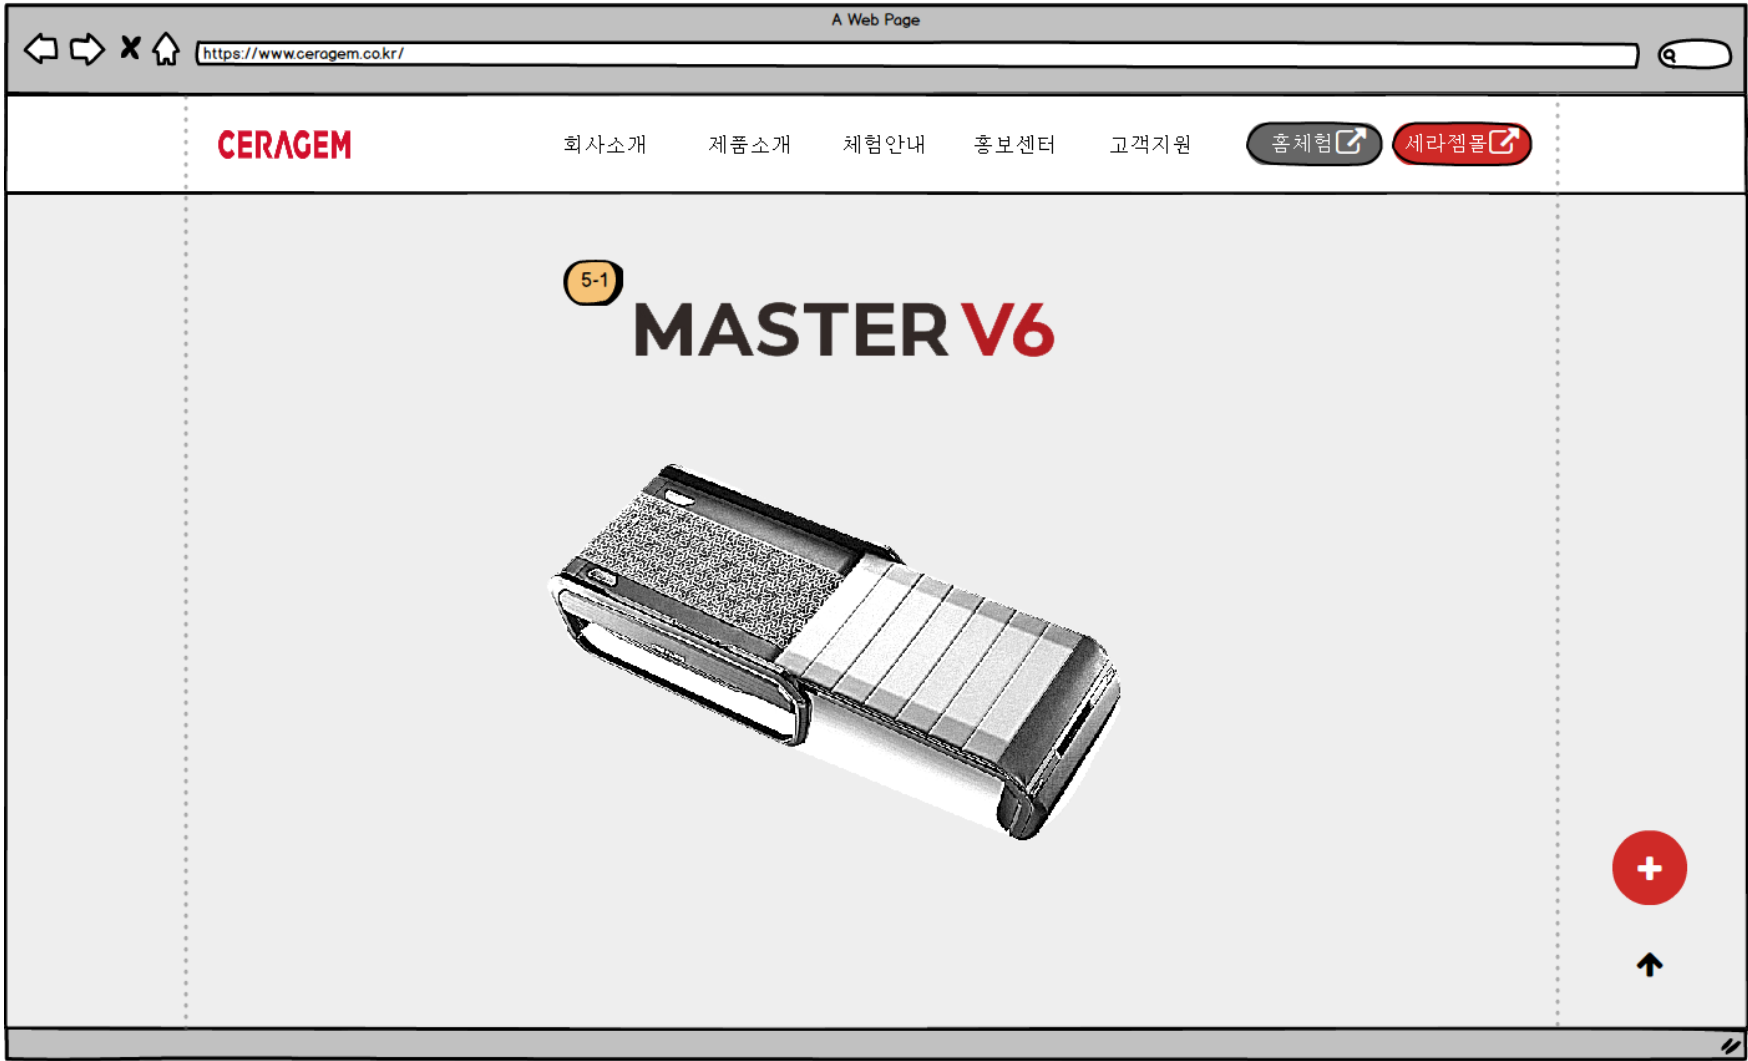 A Web Page
https://www.ceragem.co.kr/
CERAGEM
회사소개 제품소개 체험안내 홍보센터 고객지원 홈체험 세라젬몰
5-1
MASTER V6